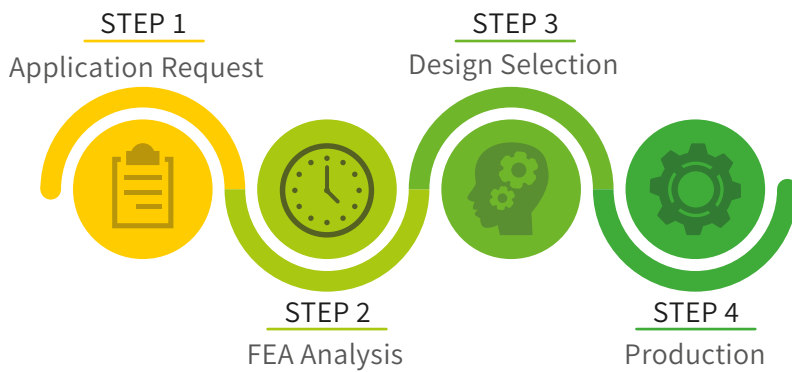 STEP 1
Application Request
STEP 2
FEA Analysis
STEP 3
Design Selection
STEP 4
Production